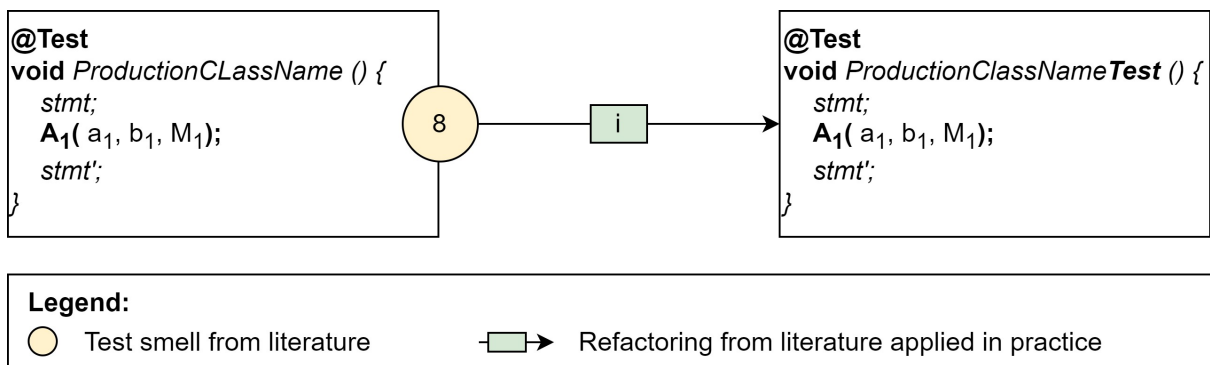 @Test
void ProductionCLassName () {
stmt;
A1( a1, b1, M1);
stmt';
}
8
i
@Test
void ProductionClassNameTest () {
stmt;
A1( a1, b1, M1);
stmt';
}
Legend:
Test smell from literature
Refactoring from literature applied in practice